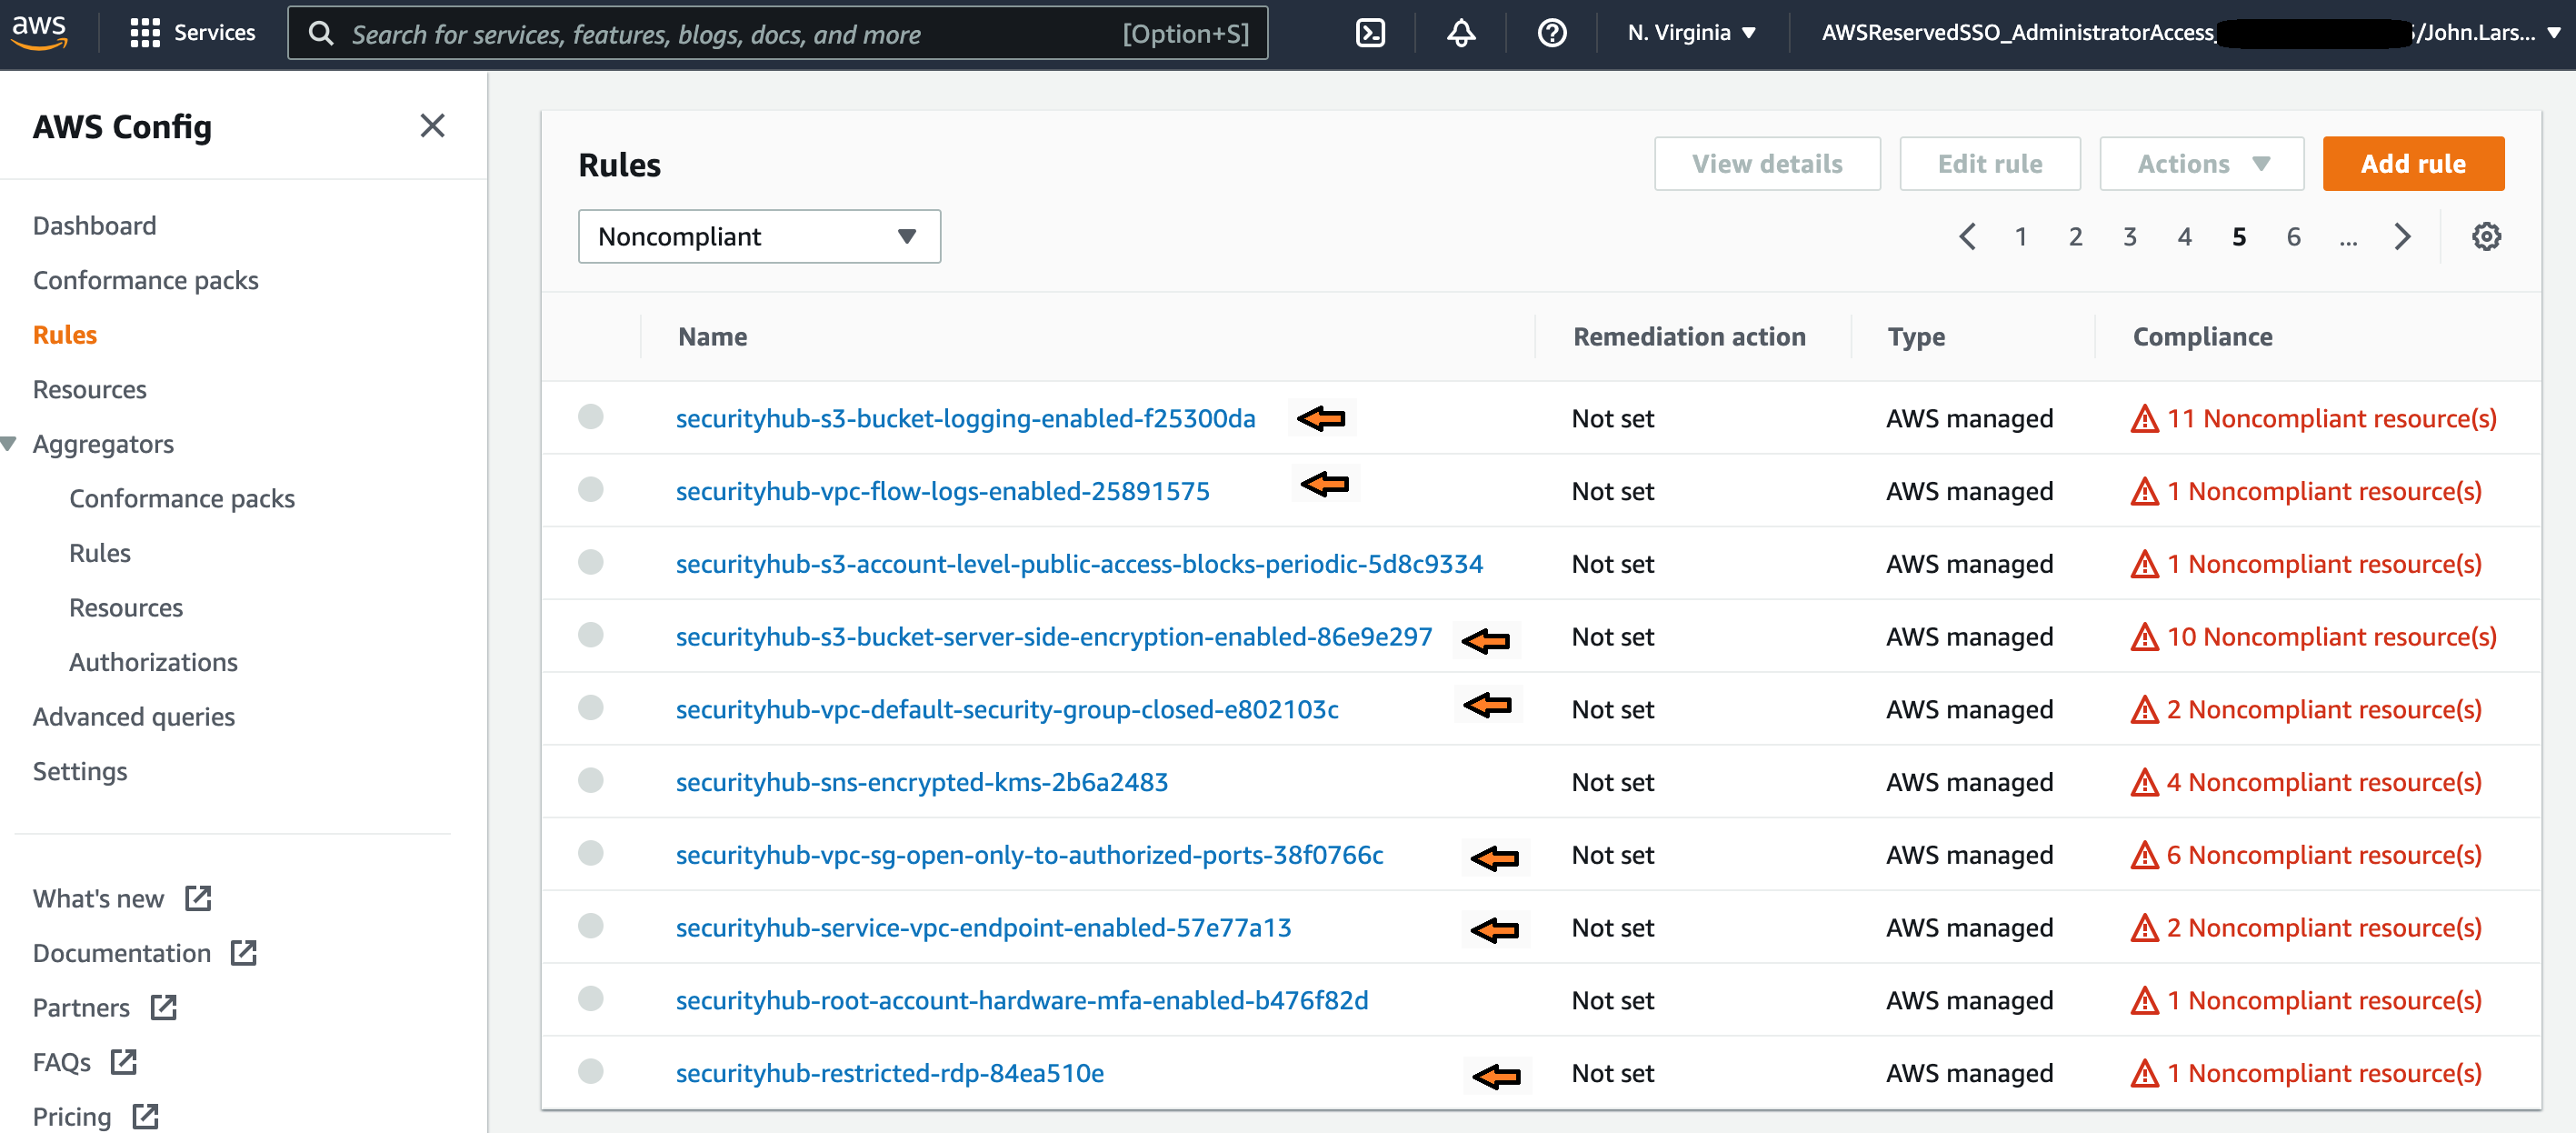 aws Services Search for services, features, blogs, docs, and more [Option+S] N. Virginia AWSReservedSSO_AdministratorAccess_ /John.Lars...
AWS Config
Dashboard
Conformance packs
Rules
Resources
Aggregators
Conformance packs
Rules
Resources
Authorizations
Advanced queries
Settings
What's new
Documentation
Partners
FAQs
Pricing
Rules View details Edit rule Actions Add rule
Noncompliant 1 2 3 4 5 6 ...
Name Remediation action Type Compliance
securityhub-s3-bucket-logging-enabled-f25300da Not set AWS managed 11 Noncompliant resource(s)
securityhub-vpc-flow-logs-enabled-25891575 Not set AWS managed 1 Noncompliant resource(s)
securityhub-s3-account-level-public-access-blocks-periodic-5d8c9334 Not set AWS managed 1 Noncompliant resource(s)
securityhub-s3-bucket-server-side-encryption-enabled-86e9e297 Not set AWS managed 10 Noncompliant resource(s)
securityhub-vpc-default-security-group-closed-e802103c Not set AWS managed 2 Noncompliant resource(s)
securityhub-sns-encrypted-kms-2b6a2483 Not set AWS managed 4 Noncompliant resource(s)
securityhub-vpc-sg-open-only-to-authorized-ports-38f0766c Not set AWS managed 6 Noncompliant resource(s)
securityhub-service-vpc-endpoint-enabled-57e77a13 Not set AWS managed 2 Noncompliant resource(s)
securityhub-root-account-hardware-mfa-enabled-b476f82d Not set AWS managed 1 Noncompliant resource(s)
securityhub-restricted-rdp-84ea510e Not set AWS managed 1 Noncompliant resource(s)